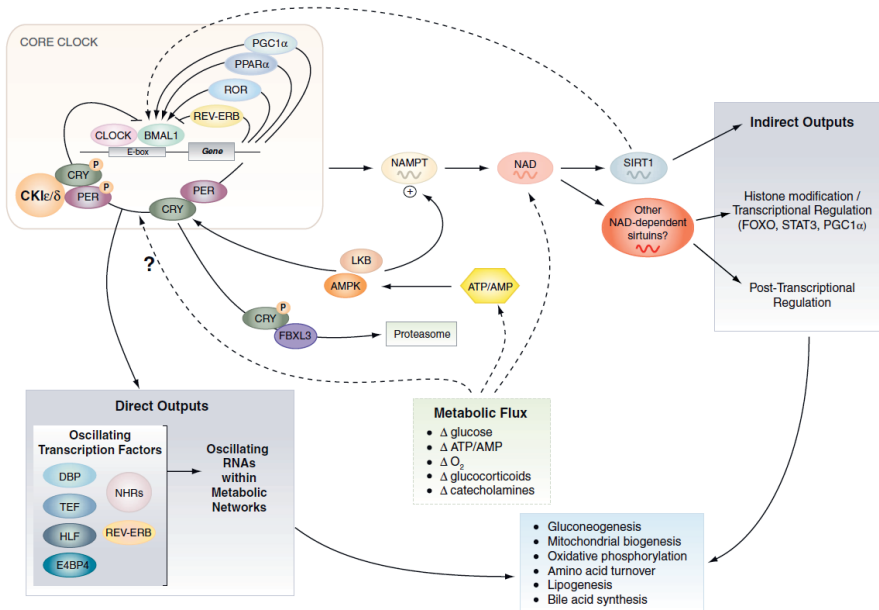 CORE CLOCK
PGC1α
PPARα
ROR
REV-ERB
CLOCK
BMAL1
E-box
Gene
CRY
P
CKIε/δ
PER
P
PER
CRY
NAMPT
+
NAD
SIRT1
Other
NAD-dependent
sirtuins?
Indirect Outputs
Histone modification /
Transcriptional Regulation
(FOXO, STAT3, PGC1α)
Post-Transcriptional
Regulation
?
LKB
AMPK
ATP/AMP
CRY
P
FBXL3
Proteasome
Direct Outputs
Oscillating
Transcription Factors
DBP
TEF
HLF
E4BP4
NHRs
REV-ERB
Oscillating
RNAs
within
Metabolic
Networks
Metabolic Flux
• Δ glucose
• Δ ATP/AMP
• Δ O₂
• Δ glucocorticoids
• Δ catecholamines
• Gluconeogenesis
• Mitochondrial biogenesis
• Oxidative phosphorylation
• Amino acid turnover
• Lipogenesis
• Bile acid synthesis